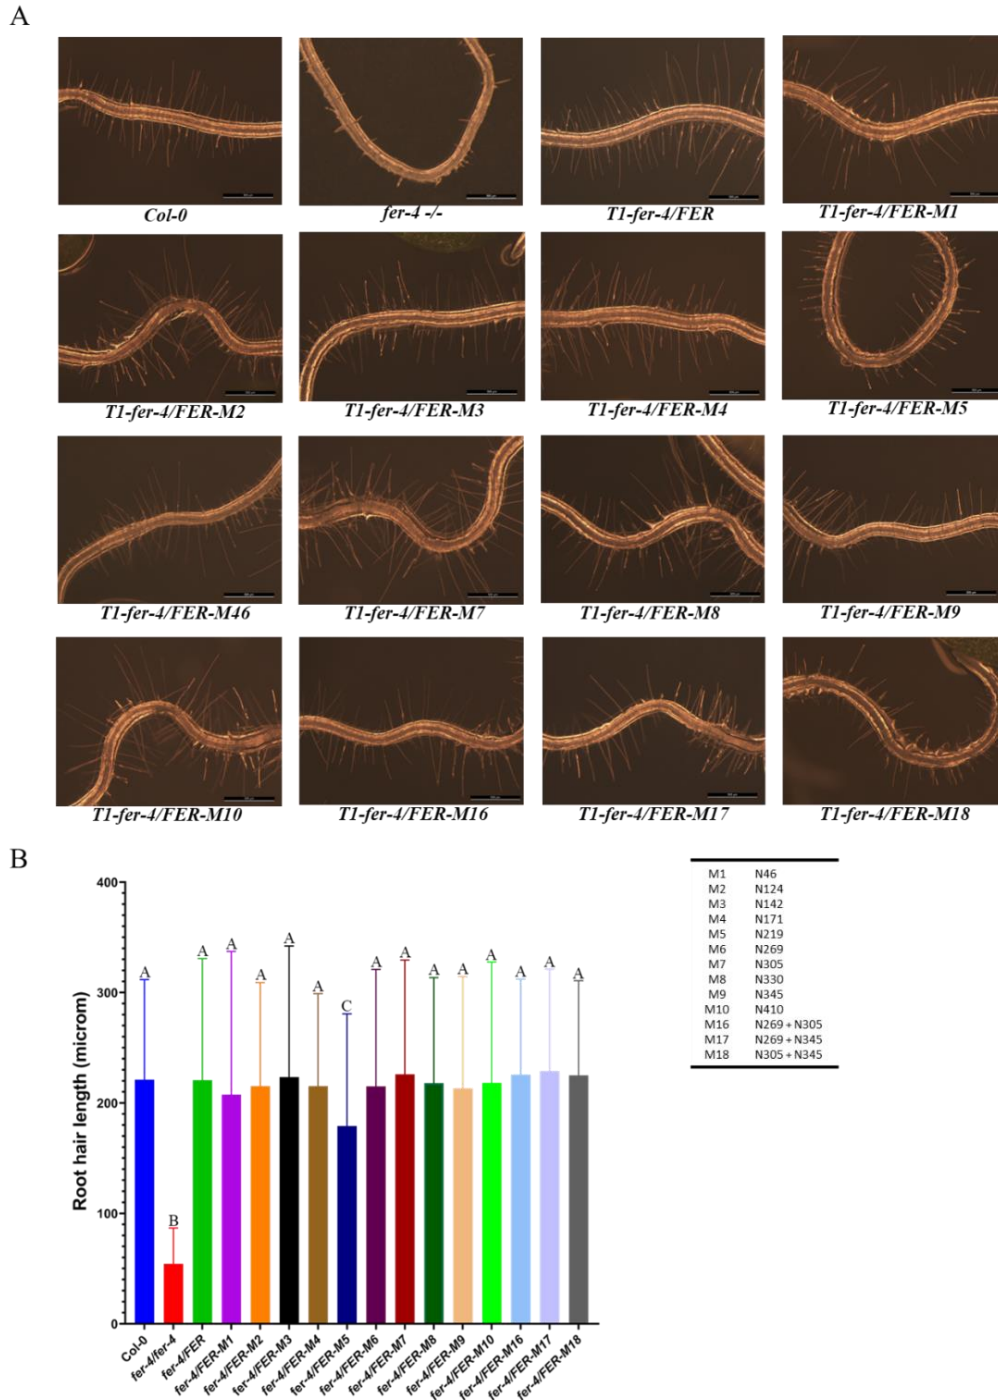 A
Col-0
fer-4 -/-
T1-fer-4/FER
T1-fer-4/FER-M1
T1-fer-4/FER-M2
T1-fer-4/FER-M3
T1-fer-4/FER-M4
T1-fer-4/FER-M5
T1-fer-4/FER-M46
T1-fer-4/FER-M7
T1-fer-4/FER-M8
T1-fer-4/FER-M9
T1-fer-4/FER-M10
T1-fer-4/FER-M16
T1-fer-4/FER-M17
T1-fer-4/FER-M18
B
Root hair length (microm)
400
300
200
100
0
A
B
A
A
A
A
A
C
A
A
A
A
A
A
A
A
Col-0
fer-4/fer-4
fer-4/FER
fer-4/FER-M1
fer-4/FER-M2
fer-4/FER-M3
fer-4/FER-M4
fer-4/FER-M5
fer-4/FER-M6
fer-4/FER-M7
fer-4/FER-M8
fer-4/FER-M9
fer-4/FER-M10
fer-4/FER-M16
fer-4/FER-M17
fer-4/FER-M18
M1 N46
M2 N124
M3 N142
M4 N171
M5 N219
M6 N269
M7 N305
M8 N330
M9 N345
M10 N410
M16 N269 + N305
M17 N269 + N345
M18 N305 + N345